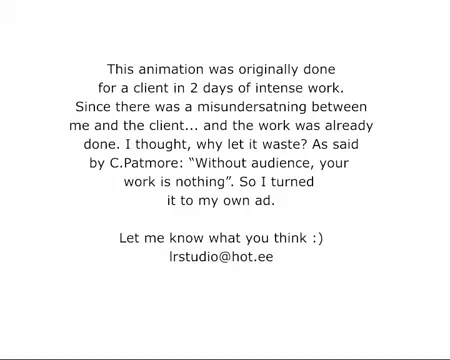 This animation was originally done
for a client in 2 days of intense work.
Since there was a misundersatning between
me and the client... and the work was already
done. I thought, why let it waste? As said
by C.Patmore: “Without audience, your
work is nothing”. So I turned
it to my own ad.
Let me know what you think :)
lrstudio@hot.ee